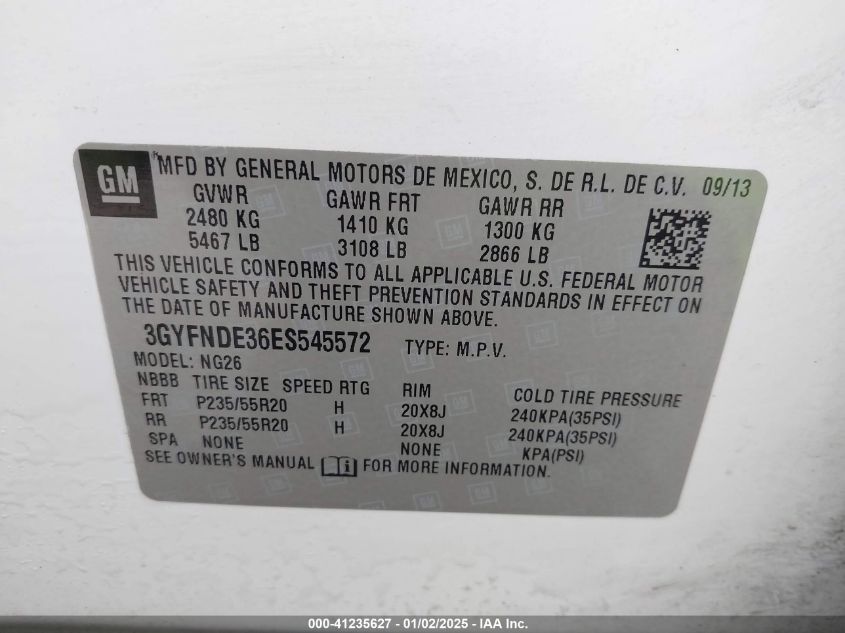 GM
MFD BY GENERAL MOTORS DE MEXICO, S. DE R.L. DE C.V. 09/13
GVWR GAWR FRT GAWR RR
2480 KG 1410 KG 1300 KG
5467 LB 3108 LB 2866 LB
THIS VEHICLE CONFORMS TO ALL APPLICABLE U.S. FEDERAL MOTOR
VEHICLE SAFETY AND THEFT PREVENTION STANDARDS IN EFFECT ON
THE DATE OF MANUFACTURE SHOWN ABOVE.
3GYFNDE36ES545572 TYPE: M.P.V.
MODEL: NG26
NBBB TIRE SIZE SPEED RTG RIM COLD TIRE PRESSURE
FRT P235/55R20 H 20X8J 240KPA(35PSI)
RR P235/55R20 H 20X8J 240KPA(35PSI)
SPA NONE NONE KPA(PSI)
SEE OWNER'S MANUAL FOR MORE INFORMATION.
000-41235627 - 01/02/2025 - IAA Inc.